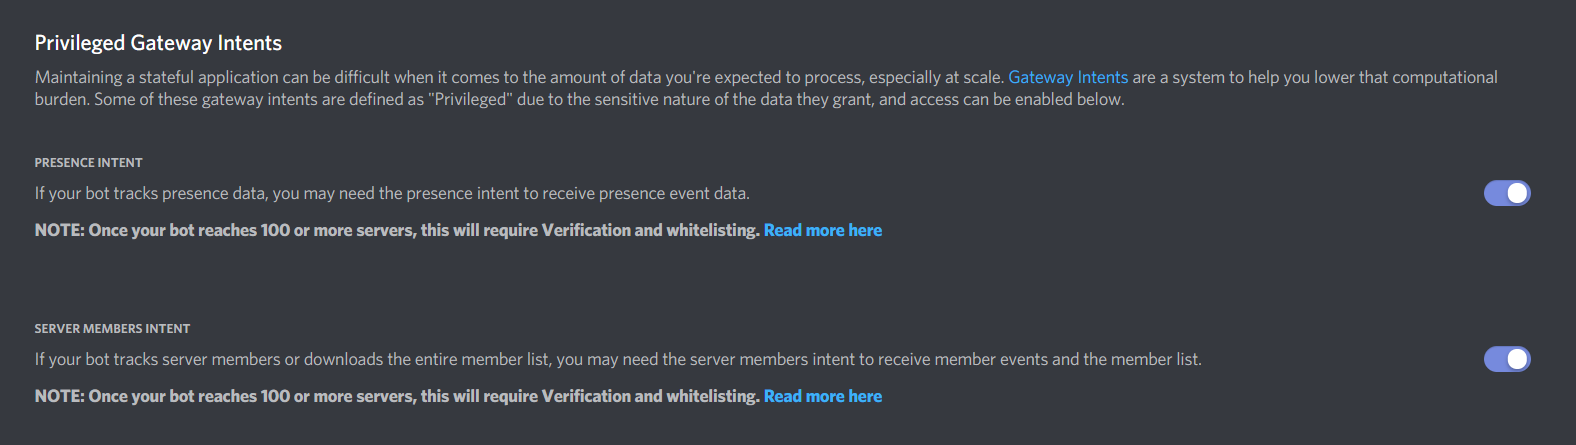 Privileged Gateway Intents
Maintaining a stateful application can be difficult when it comes to the amount of data you're expected to process, especially at scale. Gateway Intents are a system to help you lower that computational
burden. Some of these gateway intents are defined as "Privileged" due to the sensitive nature of the data they grant, and access can be enabled below.
PRESENCE INTENT
If your bot tracks presence data, you may need the presence intent to receive presence event data.
NOTE: Once your bot reaches 100 or more servers, this will require Verification and whitelisting. Read more here
SERVER MEMBERS INTENT
If your bot tracks server members or downloads the entire member list, you may need the server members intent to receive member events and the member list.
NOTE: Once your bot reaches 100 or more servers, this will require Verification and whitelisting. Read more here